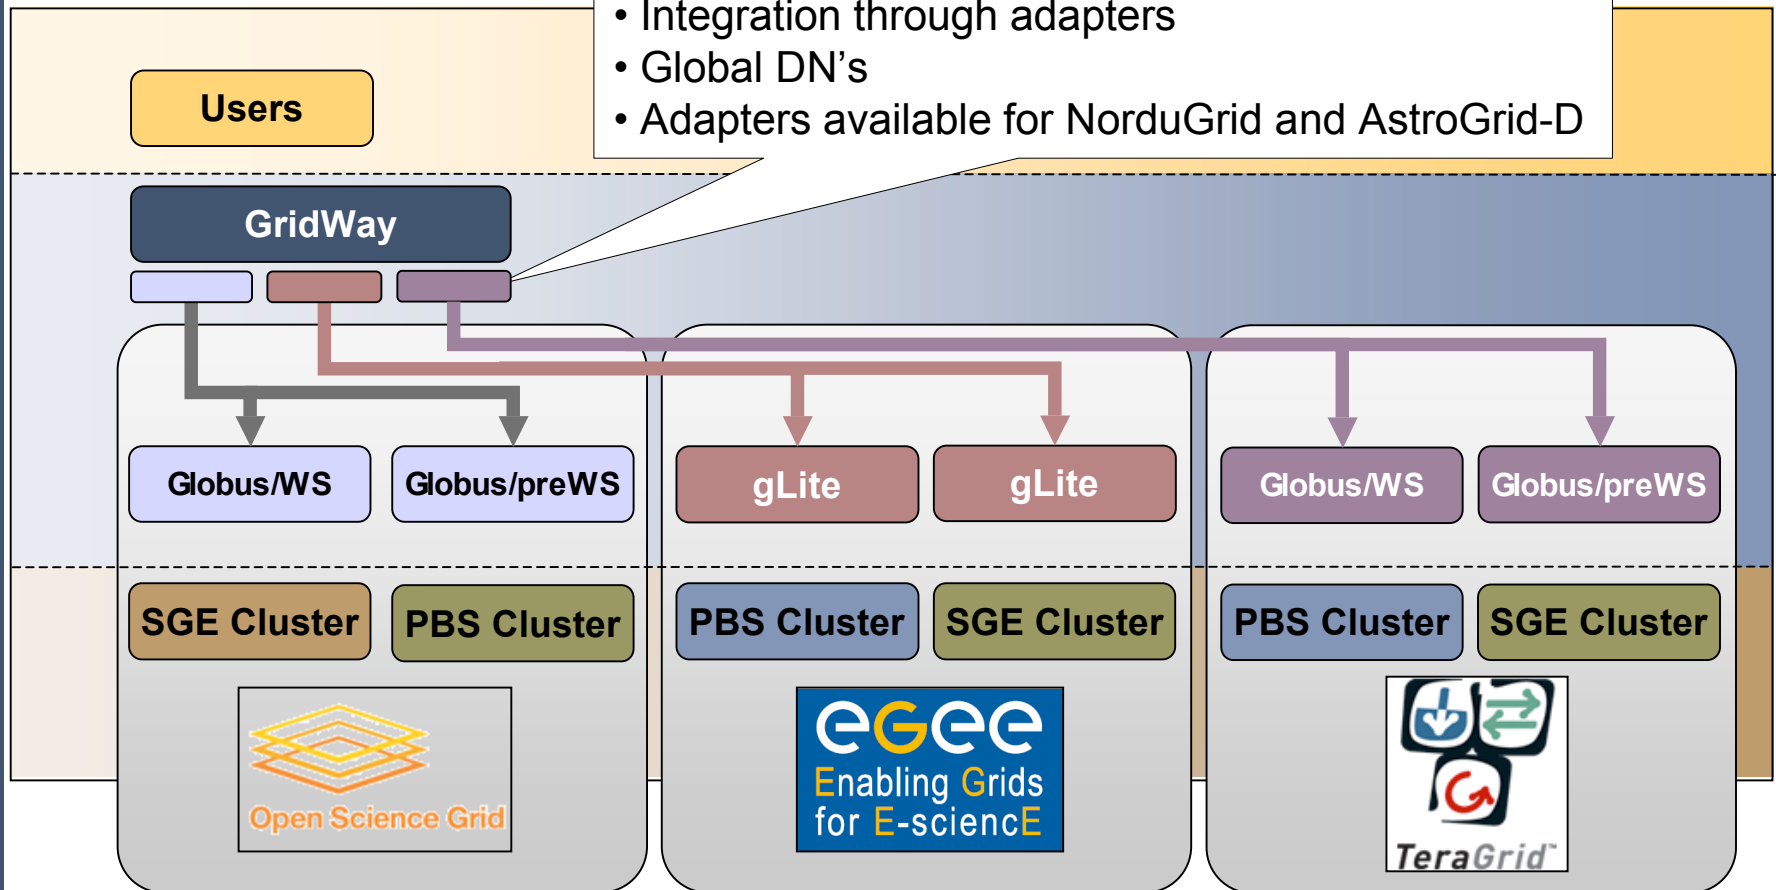 • Integration through adapters
• Global DN’s
• Adapters available for NorduGrid and AstroGrid-D
Users
GridWay
Globus/WS
Globus/preWS
gLite
gLite
Globus/WS
Globus/preWS
SGE Cluster
PBS Cluster
PBS Cluster
SGE Cluster
PBS Cluster
SGE Cluster
Open Science Grid
eGee
Enabling Grids
for E-sciencE
TeraGrid™